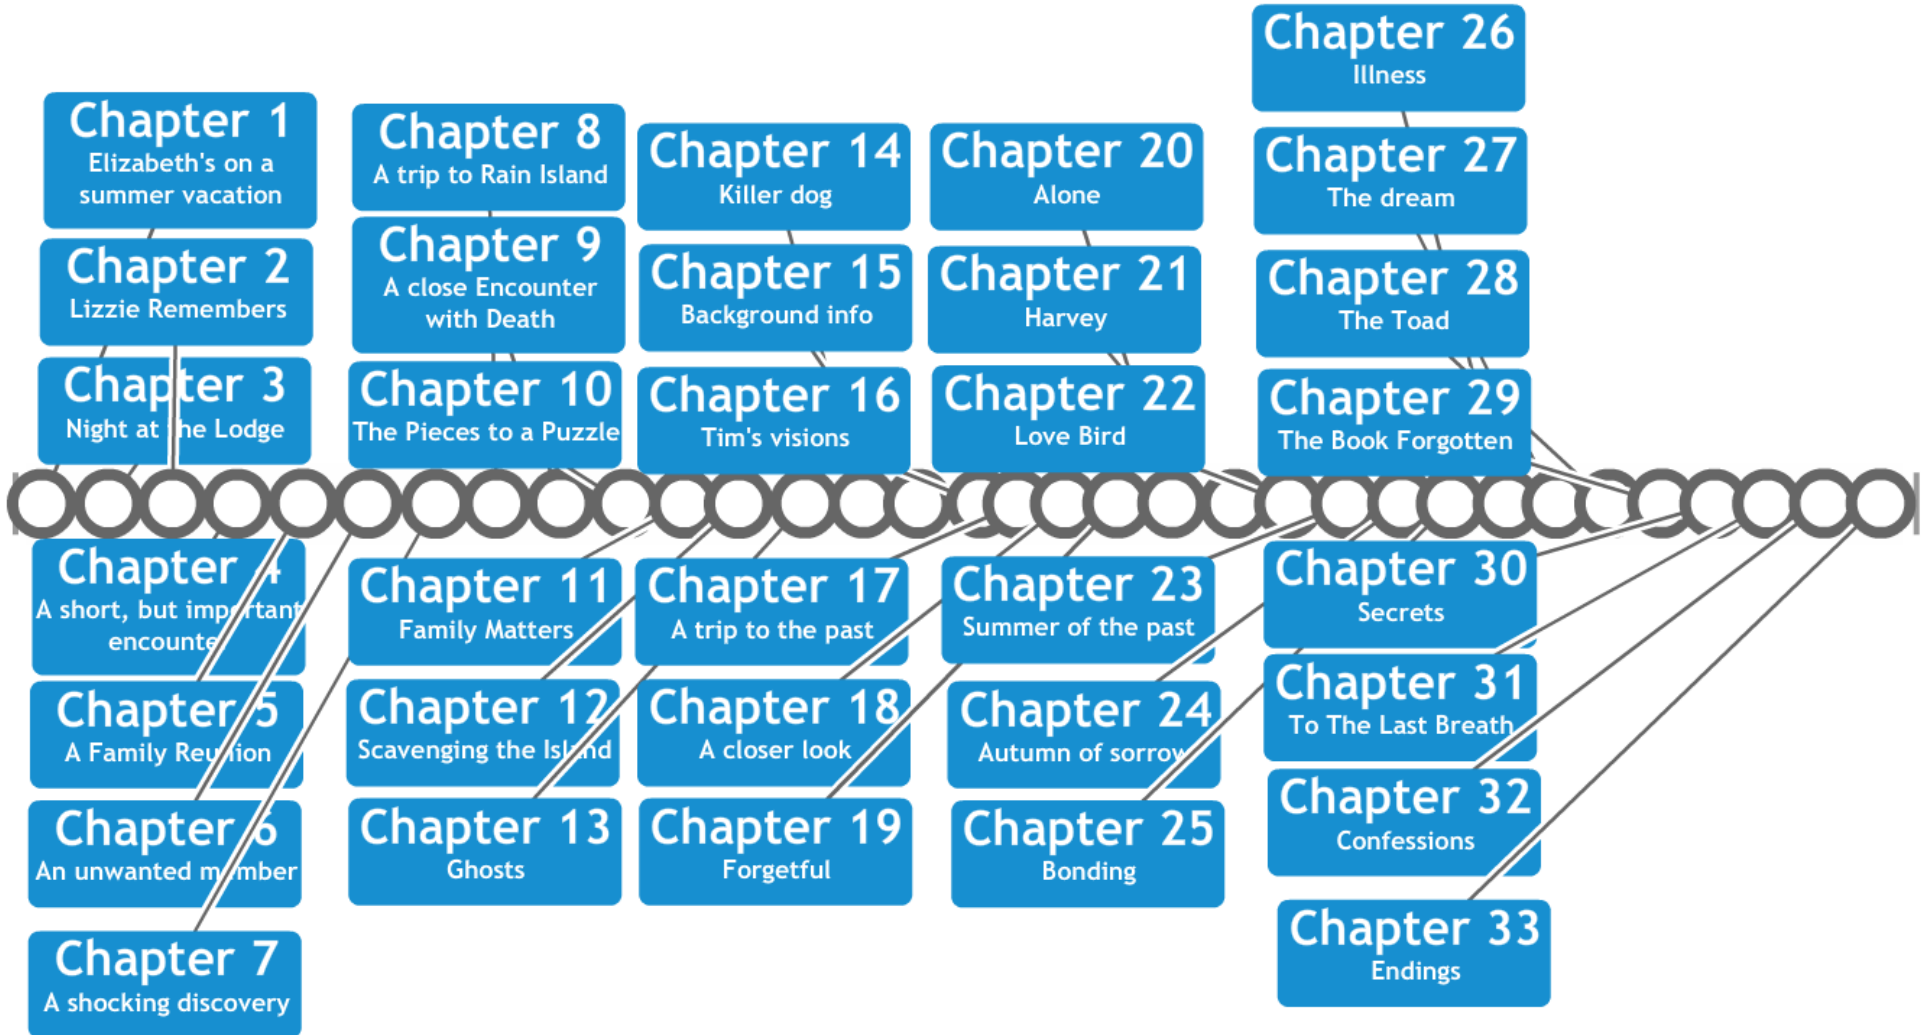 Chapter 1
Elizabeth's on a
summer vacation
Chapter 2
Lizzie Remembers
Chapter 3
Night at the Lodge
Chapter 4
A short, but important
encounter
Chapter 5
A Family Reunion
Chapter 6
An unwanted member
Chapter 7
A shocking discovery
Chapter 8
A trip to Rain Island
Chapter 9
A close Encounter
with Death
Chapter 10
The Pieces to a Puzzle
Chapter 11
Family Matters
Chapter 12
Scavenging the Island
Chapter 13
Ghosts
Chapter 14
Killer dog
Chapter 15
Background info
Chapter 16
Tim's visions
Chapter 17
A trip to the past
Chapter 18
A closer look
Chapter 19
Forgetful
Chapter 20
Alone
Chapter 21
Harvey
Chapter 22
Love Bird
Chapter 23
Summer of the past
Chapter 24
Autumn of sorrow
Chapter 25
Bonding
Chapter 26
Illness
Chapter 27
The dream
Chapter 28
The Toad
Chapter 29
The Book Forgotten
Chapter 30
Secrets
Chapter 31
To The Last Breath
Chapter 32
Confessions
Chapter 33
Endings